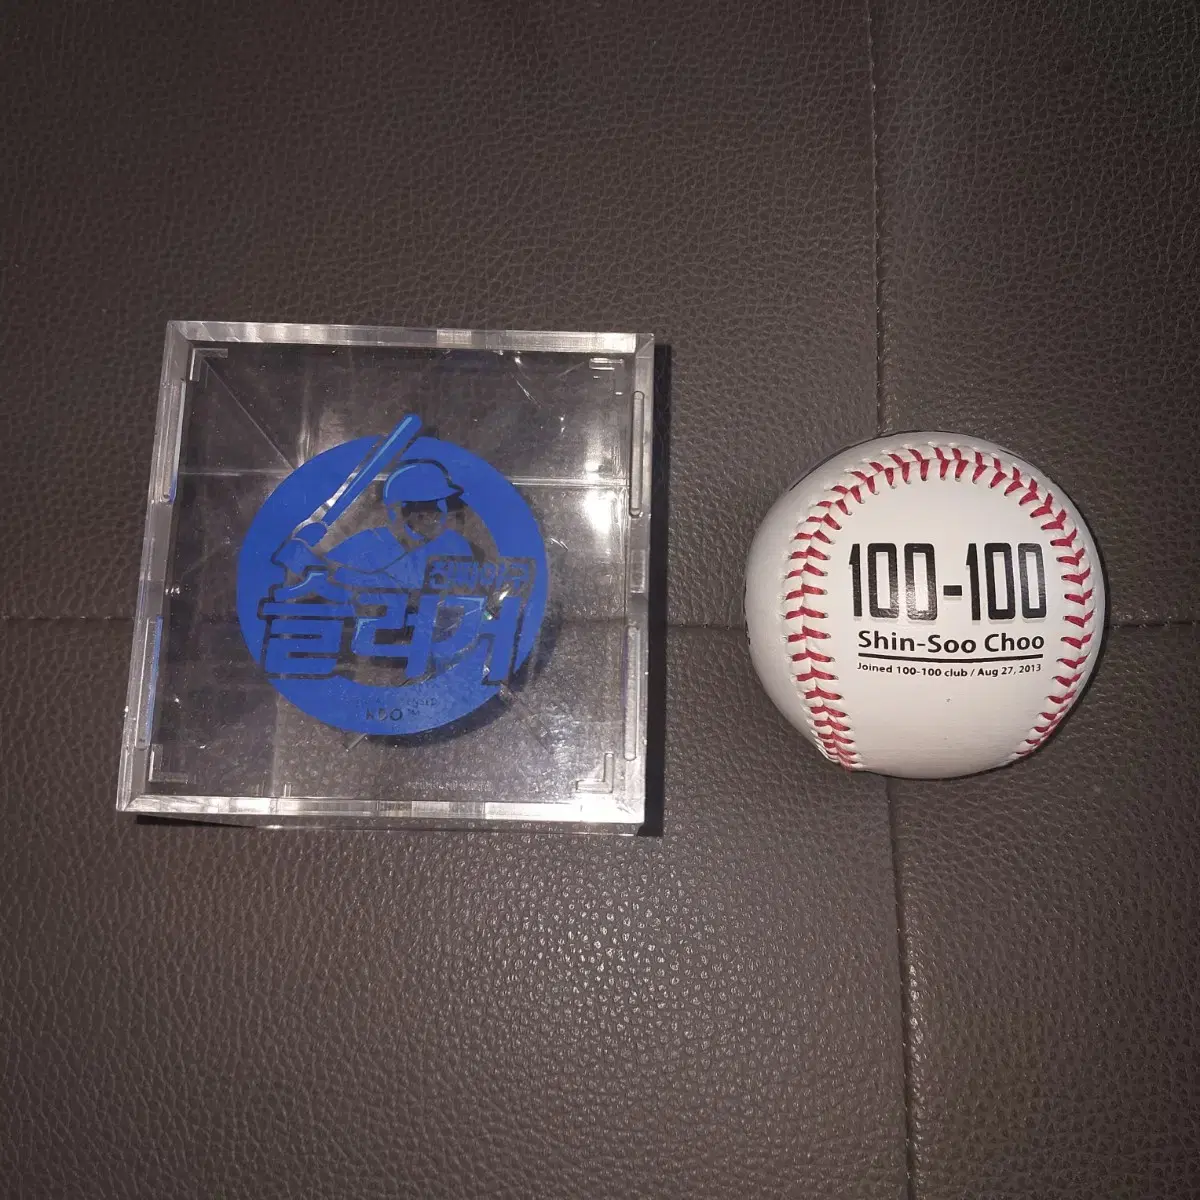 슬러거
KBO
100-100
Shin-Soo Choo
Joined 100-100 club / Aug 27, 2013